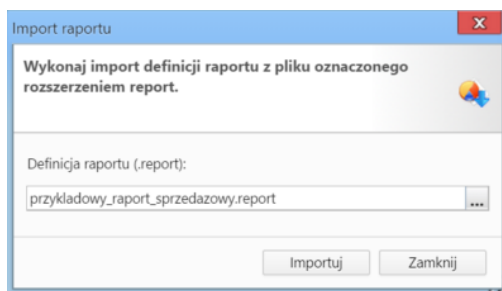 Import raportu
Wykonaj import definicji raportu z pliku oznaczonego
rozszerzeniem report.
Definicja raportu (.report):
przykladowy_raport_sprzedazowy.report
...
Importuj
Zamknij